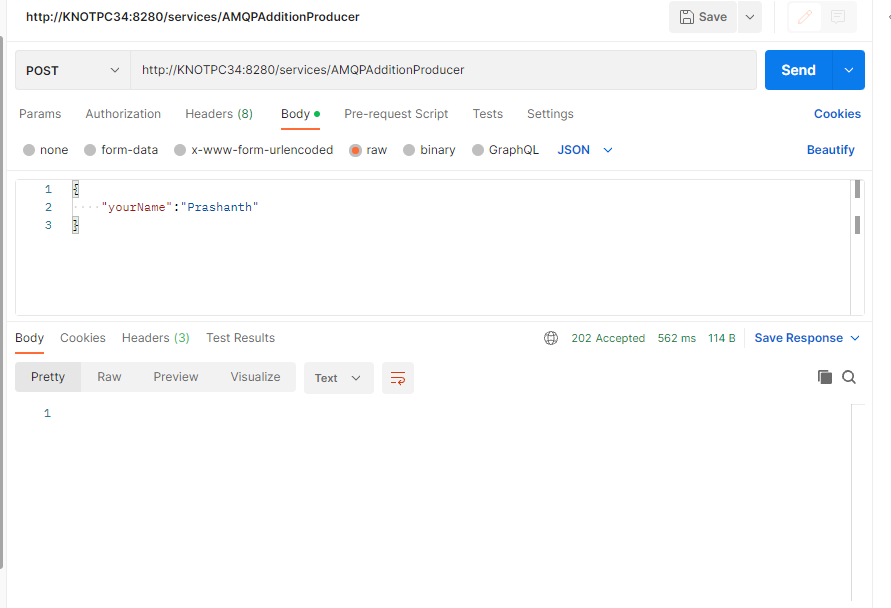 http://KNOTPC34:8280/services/AMQPAdditionProducer
Save
POST http://KNOTPC34:8280/services/AMQPAdditionProducer Send
Params Authorization Headers (8) Body Pre-request Script Tests Settings Cookies
none form-data x-www-form-urlencoded raw binary GraphQL JSON Beautify
1 {
2 ····"yourName":"Prashanth"
3 }
Body Cookies Headers (3) Test Results 202 Accepted 562 ms 114 B Save Response
Pretty Raw Preview Visualize Text
1